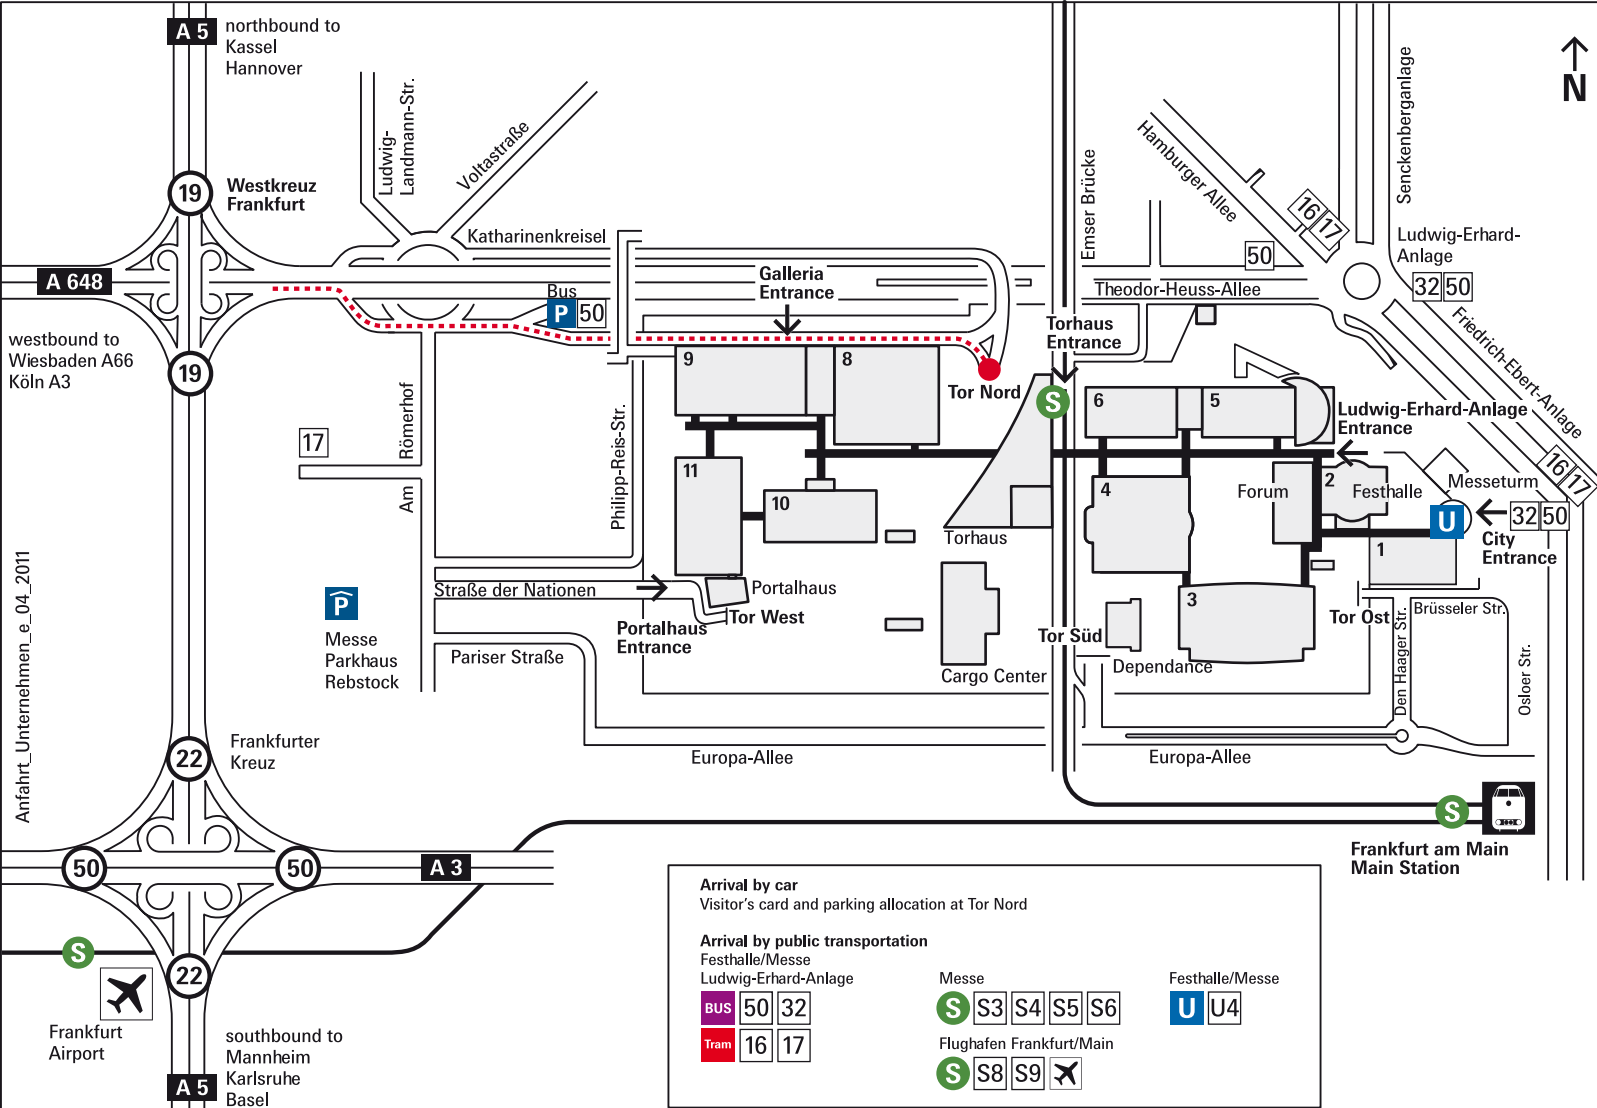 A 5
northbound to
Kassel
Hannover
N
Ludwig-
Landmann-Str.
Voltastraße
Emser Brücke
Hamburger Allee
Senckenberganlage
19
Westkreuz
Frankfurt
16
17
Katharinenkreisel
50
Ludwig-Erhard-
Anlage
32
50
A 648
Galleria
Entrance
Bus
P
50
Theodor-Heuss-Allee
Friedrich-Ebert-Anlage
westbound to
Wiesbaden A66
Köln A3
19
Torhaus
Entrance
9
8
Tor Nord
S
6
5
Ludwig-Erhard-Anlage
Entrance
17
Am
Römerhof
Philipp-Reis-Str.
11
10
4
Forum
2
Festhalle
Messeturm
16
17
U
32
50
City
Entrance
Torhaus
1
Anfahrt_Unternehmen_e_04_2011
P
Messe
Parkhaus
Rebstock
Straße der Nationen
Portalhaus
Tor West
Portalhaus
Entrance
Pariser Straße
Cargo Center
Tor Süd
Dependance
3
Tor Ost
Brüsseler Str.
Den Haager Str.
Osloer Str.
22
Frankfurter
Kreuz
Europa-Allee
Europa-Allee
S
Frankfurt am Main
Main Station
50
50
A 3
S
22
Frankfurt
Airport
southbound to
Mannheim
Karlsruhe
Basel
A 5
Arrival by car
Visitor's card and parking allocation at Tor Nord
Arrival by public transportation
Festhalle/Messe
Ludwig-Erhard-Anlage
BUS 50 32
Tram 16 17
Messe
S S3 S4 S5 S6
Flughafen Frankfurt/Main
S S8 S9
Festhalle/Messe
U U4